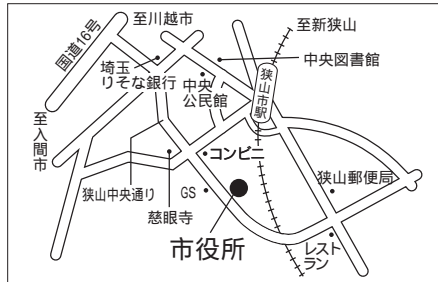 至川越市
至新狭山
国道16号
埼玉
りそな銀行
中央図書館
中央
公民館
狭山市駅
至入間市
コンビニ
狭山中央通り
GS
狭山郵便局
慈眼寺
市役所
レスト
ラン